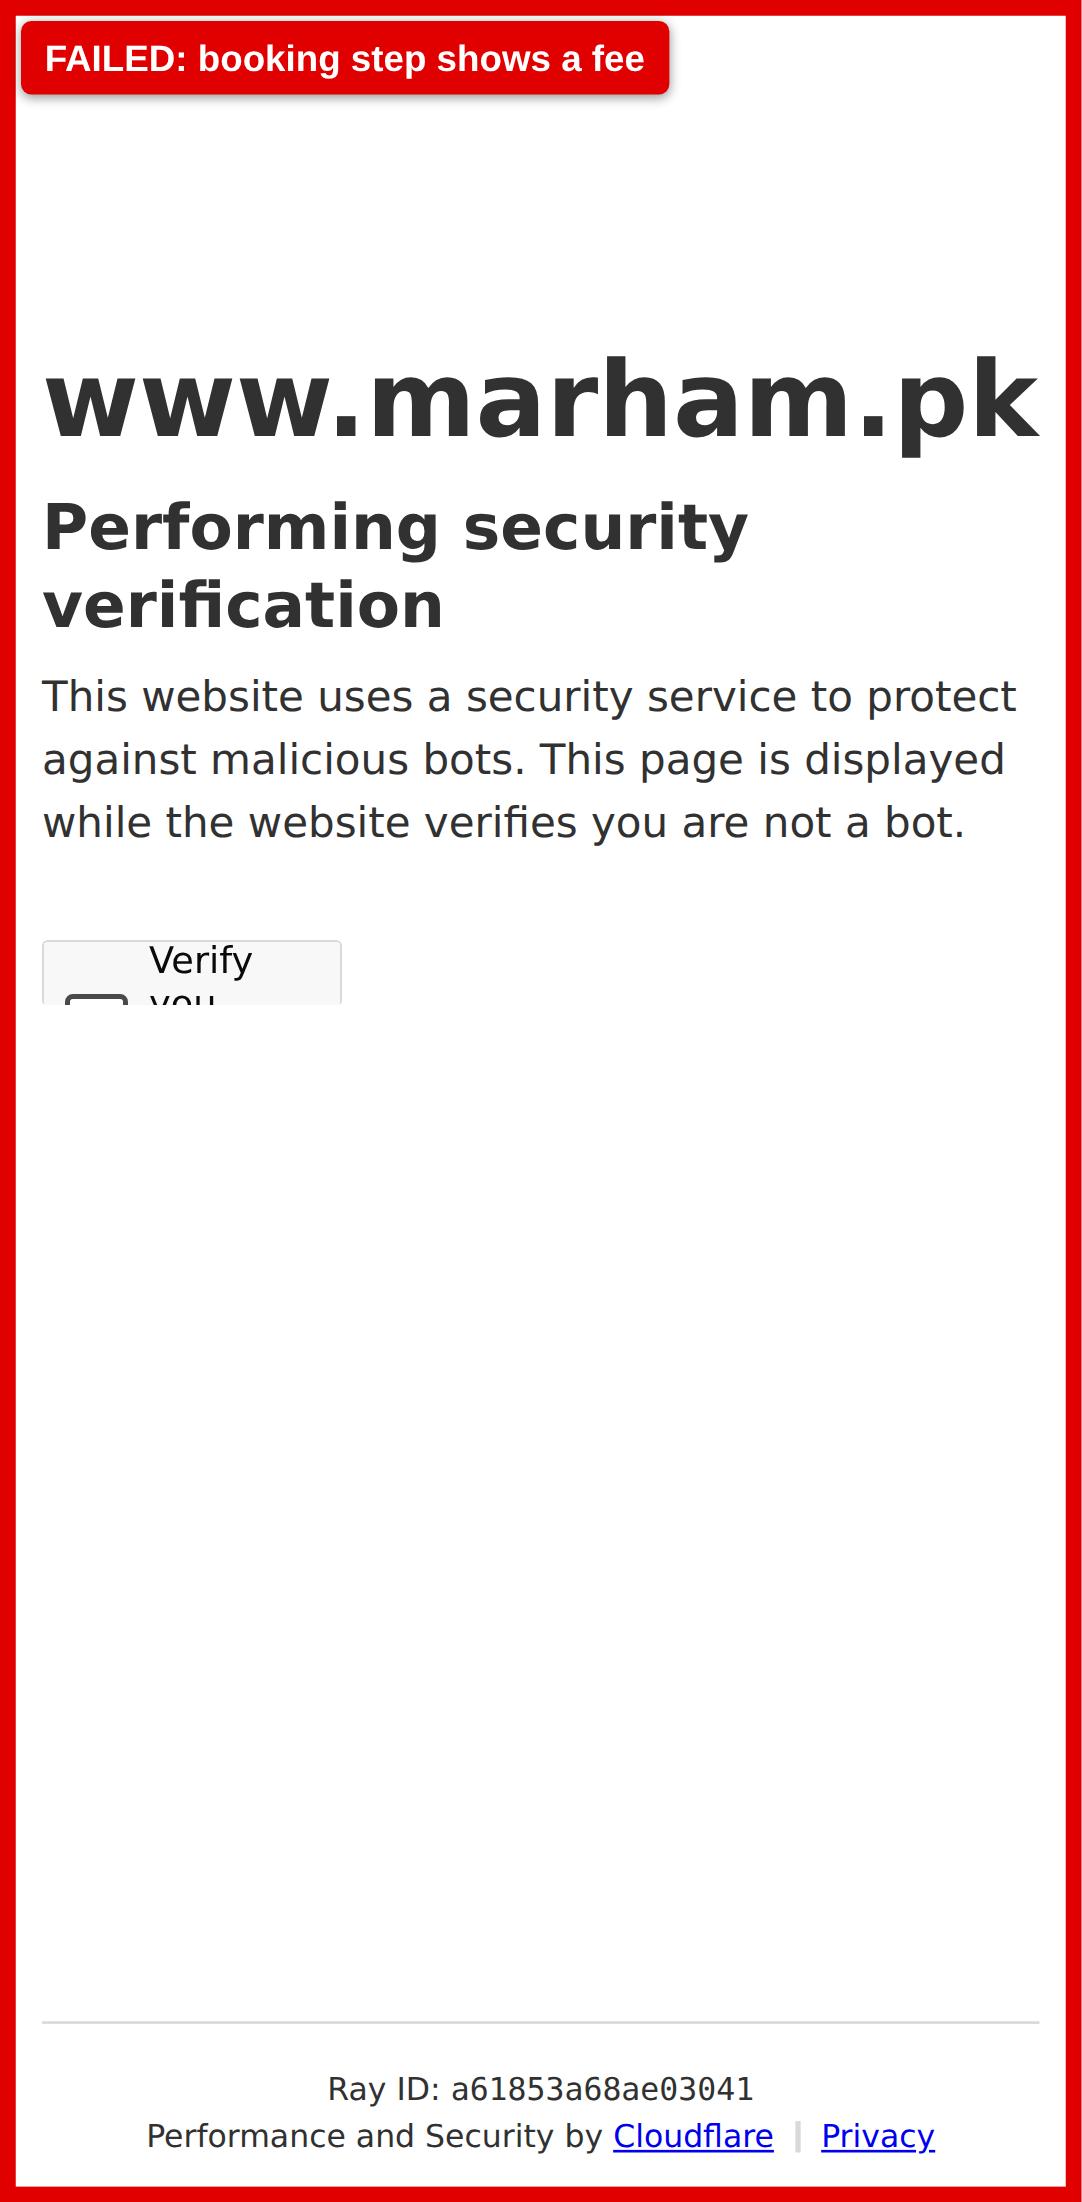 FAILED: booking step shows a fee
www.marham.pk
Performing security
verification
This website uses a security service to protect
against malicious bots. This page is displayed
while the website verifies you are not a bot.
Verify
you
Ray ID: a61853a68ae03041
Performance and Security by Cloudflare | Privacy